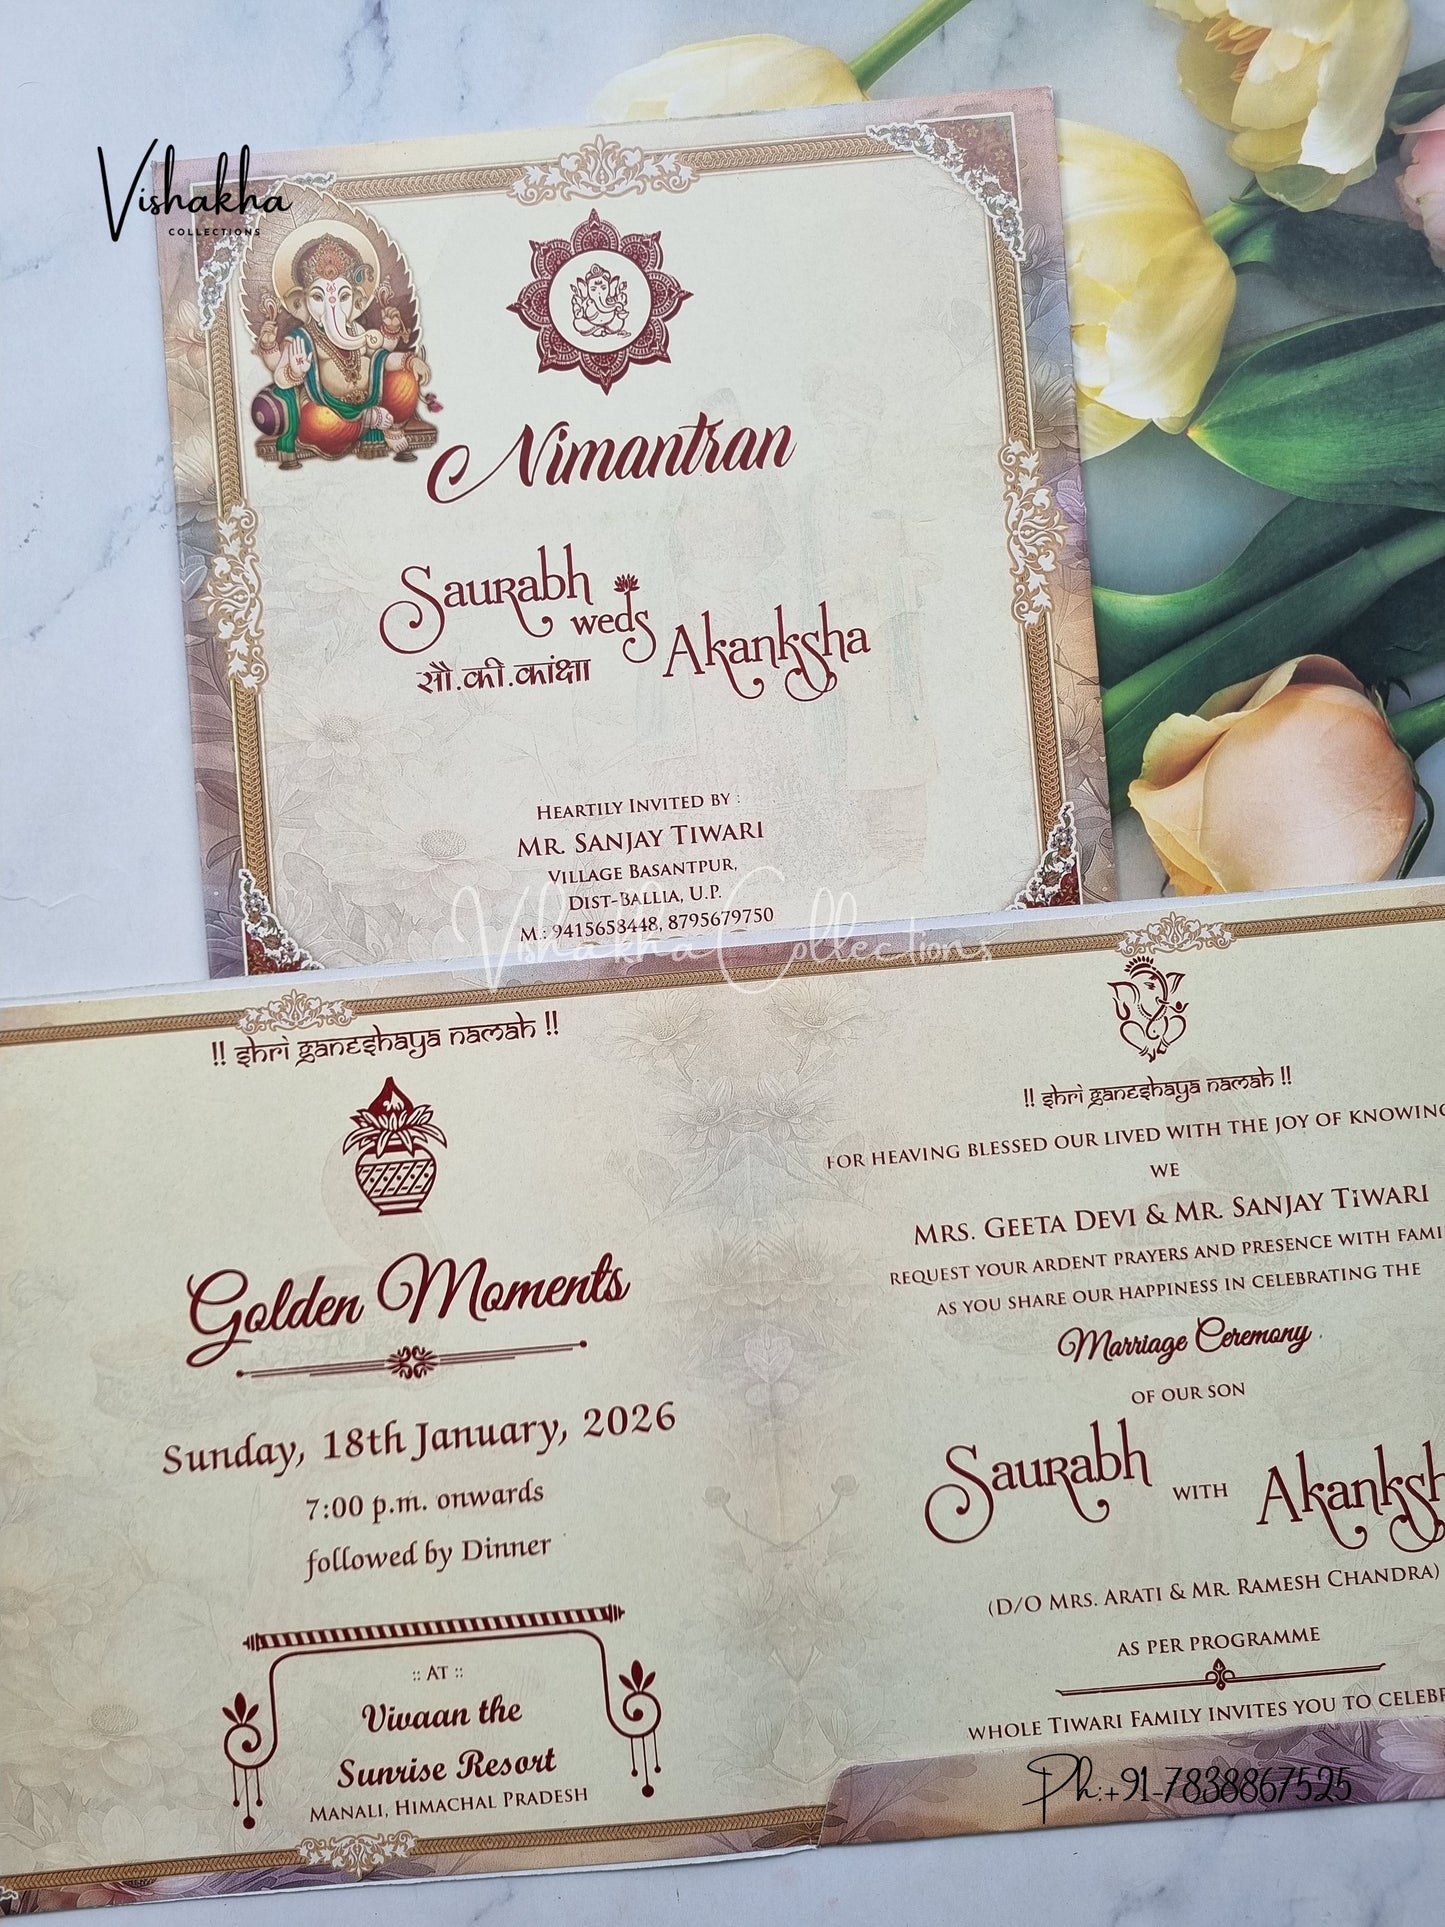 Vishakha
COLLECTIONS
Nimantran
Saurabh
weds
Akanksha
सौ.की.कांक्षा
HEARTILY INVITED BY :
MR. SANJAY TIWARI
VILLAGE BASANTPUR,
DIST-BALLIA, U.P.
M.: 9415658448, 8795679750
Vishakha Collections
!! shri ganeshaya namah !!
Golden Moments
Sunday, 18th January, 2026
7:00 p.m. onwards
followed by Dinner
:: AT ::
Vivaan the
Sunrise Resort
MANALI, HIMACHAL PRADESH
!! shri ganeshaya namah !!
FOR HEAVING BLESSED OUR LIVED WITH THE JOY OF KNOWING
WE
MRS. GEETA DEVI & MR. SANJAY TIWARI
REQUEST YOUR ARDENT PRAYERS AND PRESENCE WITH FAMI
AS YOU SHARE OUR HAPPINESS IN CELEBRATING THE
Marriage Ceremony
OF OUR SON
Saurabh
WITH
Akanksh
(D/O MRS. ARATI & MR. RAMESH CHANDRA)
AS PER PROGRAMME
WHOLE TIWARI FAMILY INVITES YOU TO CELEBR
Ph:+91-7838867525